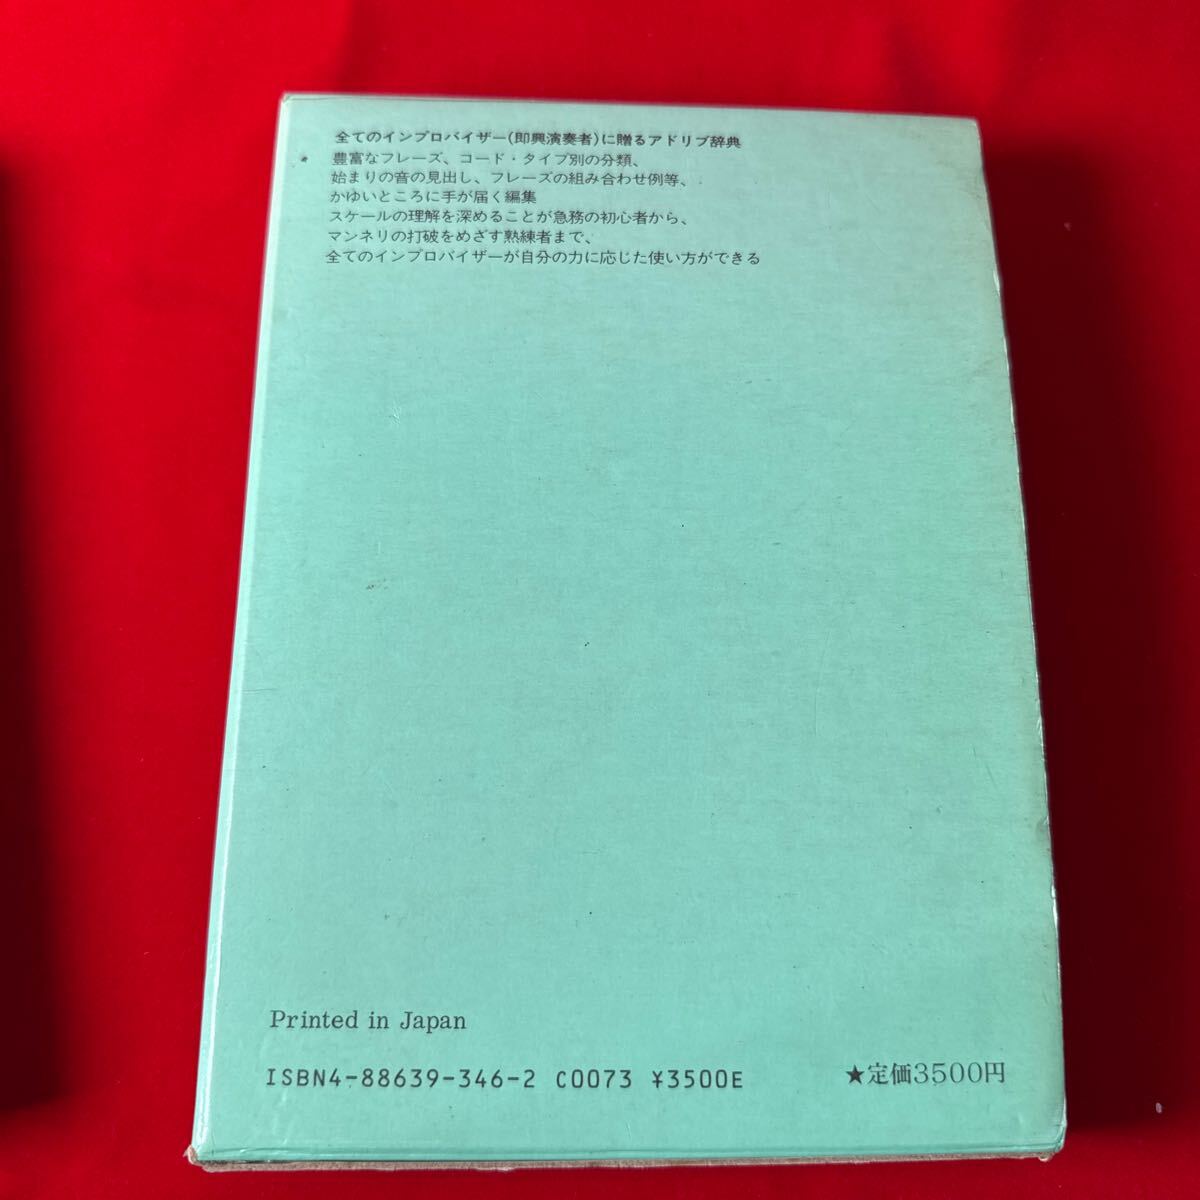 全てのインプロバイザー(即興演奏者)に贈るアドリブ辞典
豊富なフレーズ、コード・タイプ別の分類、
始まりの音の見出し、フレーズの組み合わせ例等、
かゆいところに手が届く編集
スケールの理解を深めることが急務の初心者から、
マンネリの打破をめざす熟練者まで、
全てのインプロバイザーが自分の力に応じた使い方ができる
Printed in Japan
ISBN4-88639-346-2 C0073 ¥3500E
★定価3500円